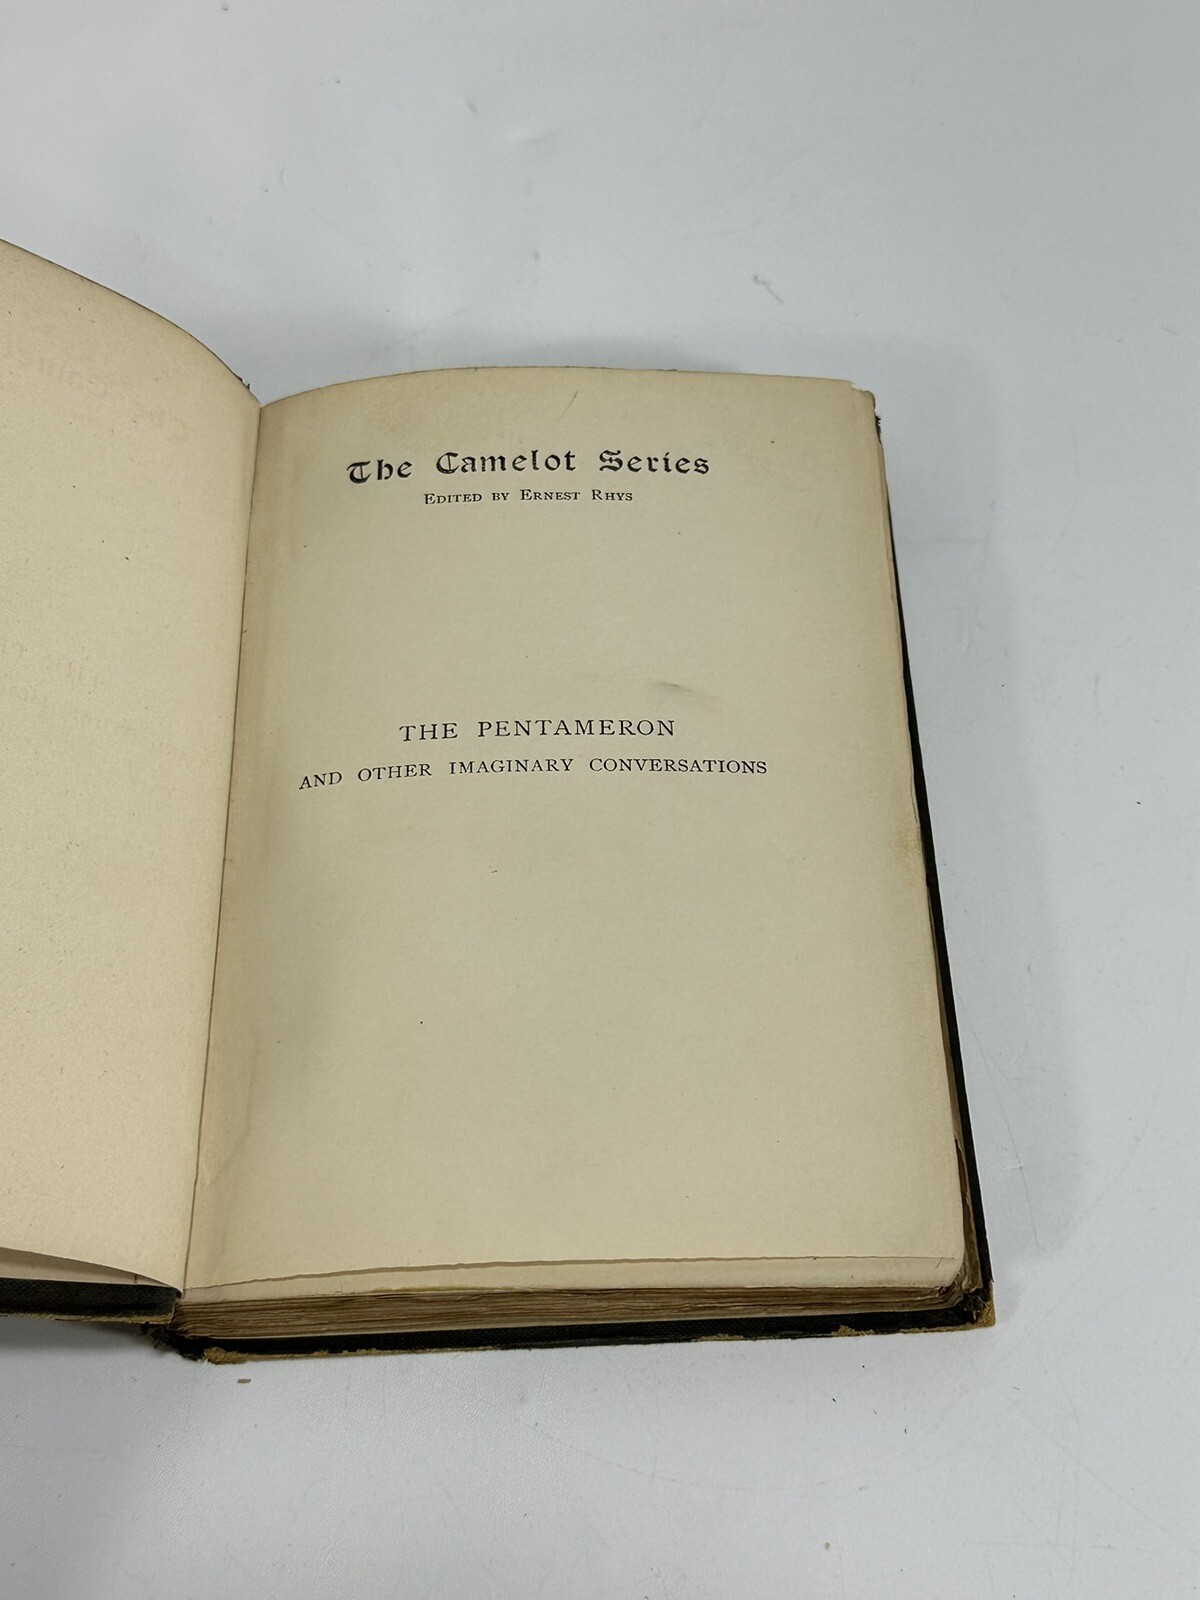 The Camelot Series
Edited by Ernest Rhys
THE PENTAMERON
AND OTHER IMAGINARY CONVERSATIONS